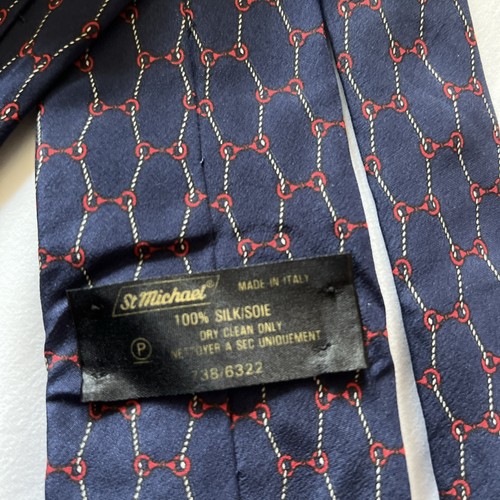 St Michael®
MADE IN ITALY
100% SILK/SOIE
DRY CLEAN ONLY
P
NETTOYER A SEC UNIQUEMENT
738/6322